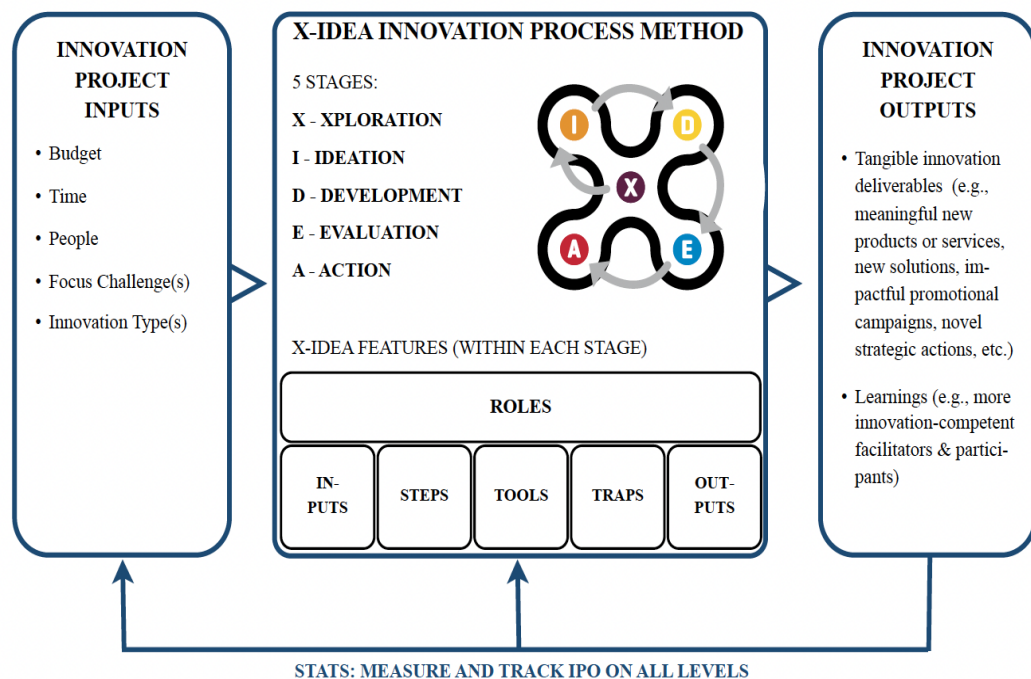 INNOVATION
PROJECT
INPUTS
• Budget
• Time
• People
• Focus Challenge(s)
• Innovation Type(s)
X-IDEA INNOVATION PROCESS METHOD
5 STAGES:
X - XPLORATION
I - IDEATION
D - DEVELOPMENT
E - EVALUATION
A - ACTION
I
D
X
A
E
X-IDEA FEATURES (WITHIN EACH STAGE)
ROLES
IN-
PUTS
STEPS
TOOLS
TRAPS
OUT-
PUTS
INNOVATION
PROJECT
OUTPUTS
• Tangible innovation
deliverables (e.g.,
meaningful new
products or services,
new solutions, im-
pactful promotional
campaigns, novel
strategic actions, etc.)
• Learnings (e.g., more
innovation-competent
facilitators & partici-
pants)
STATS: MEASURE AND TRACK IPO ON ALL LEVELS